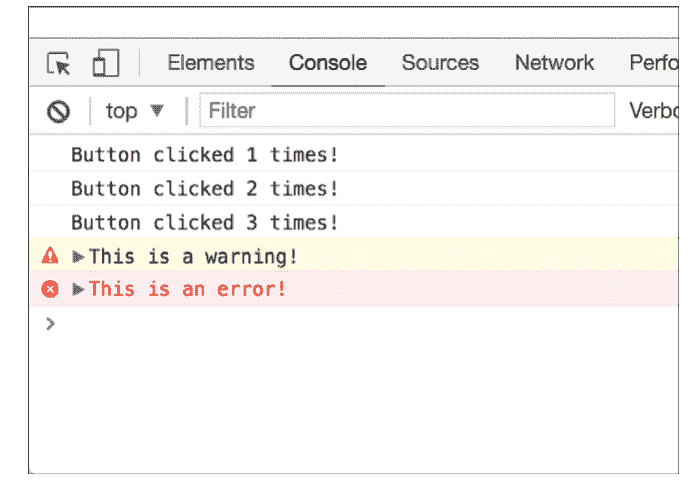 Elements Console Sources Network Perfo
top Filter Verbo
Button clicked 1 times!
Button clicked 2 times!
Button clicked 3 times!
This is a warning!
This is an error!